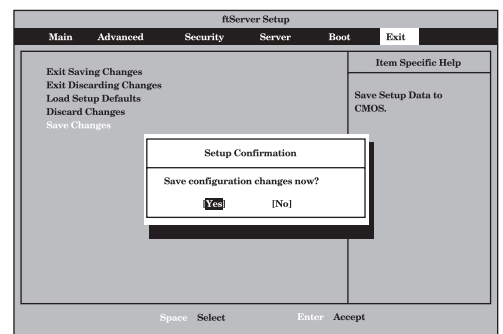 ftServer Setup
Main Advanced Security Server Boot Exit
Item Specific Help
Exit Saving Changes
Exit Discarding Changes
Load Setup Defaults
Discard Changes
Save Changes
Save Setup Data to
CMOS.
Setup Confirmation
Save configuration changes now?
[Yes] [No]
Space Select Enter Accept